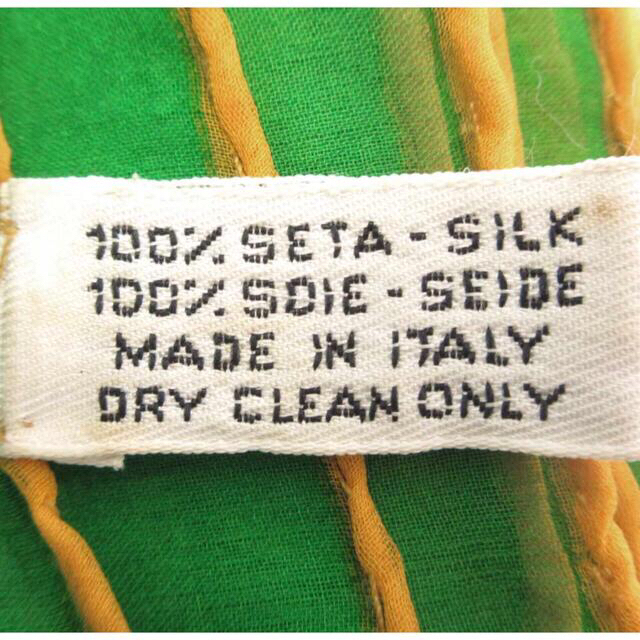 100% SETA - SILK
100% SOIE - SEIDE
MADE IN ITALY
DRY CLEAN ONLY